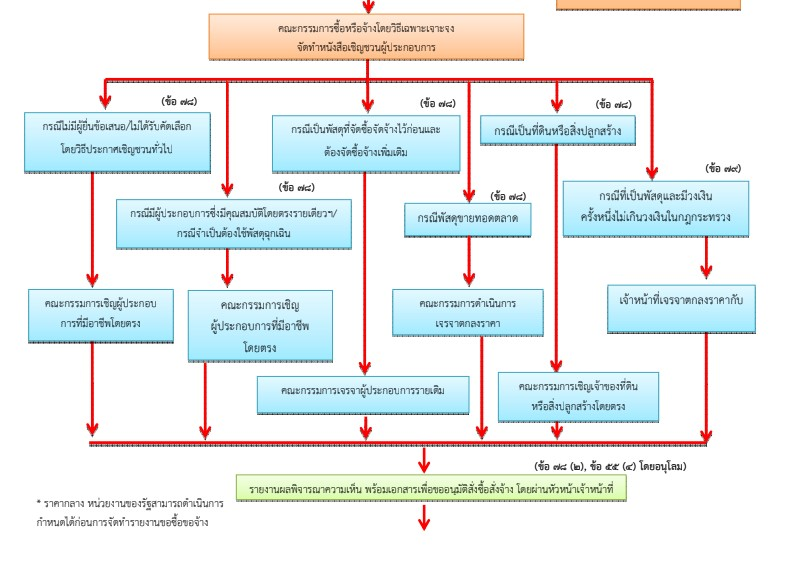 คณะกรรมการซื้อหรือจ้างโดยวิธีเฉพาะเจาะจง
จัดทำหนังสือเชิญชวนผู้ประกอบการ
(ข้อ ๗๘)
กรณีไม่มีผู้ยื่นข้อเสนอ/ไม่ได้รับคัดเลือก
โดยวิธีประกาศเชิญชวนทั่วไป
(ข้อ ๗๘)
กรณีเป็นพัสดุที่จัดซื้อจัดจ้างไว้ก่อนและ
ต้องจัดซื้อจ้างเพิ่มเติม
(ข้อ ๗๘)
กรณีเป็นที่ดินหรือสิ่งปลูกสร้าง
(ข้อ ๗๙)
กรณีที่เป็นพัสดุและมีวงเงิน
ครั้งหนึ่งไม่เกินวงเงินในกฎกระทรวง
(ข้อ ๗๘)
กรณีมีผู้ประกอบการซึ่งมีคุณสมบัติโดยตรงรายเดียวฯ/
กรณีจำเป็นต้องใช้พัสดุฉุกเฉิน
(ข้อ ๗๘)
กรณีพัสดุขายทอดตลาด
คณะกรรมการเชิญผู้ประกอบ
การที่มีอาชีพโดยตรง
คณะกรรมการเชิญ
ผู้ประกอบการที่มีอาชีพ
โดยตรง
คณะกรรมการดำเนินการ
เจรจาตกลงราคา
เจ้าหน้าที่เจรจาตกลงราคากับ
คณะกรรมการเจรจาผู้ประกอบการรายเดิม
คณะกรรมการเชิญเจ้าของที่ดิน
หรือสิ่งปลูกสร้างโดยตรง
(ข้อ ๗๘ (๒), ข้อ ๕๕ (๔) โดยอนุโลม)
รายงานผลพิจารณาความเห็น พร้อมเอกสารเพื่อขออนุมัติสั่งซื้อสั่งจ้าง โดยผ่านหัวหน้าเจ้าหน้าที่
* ราคากลาง หน่วยงานของรัฐสามารถดำเนินการ
กำหนดได้ก่อนการจัดทำรายงานขอซื้อขอจ้าง